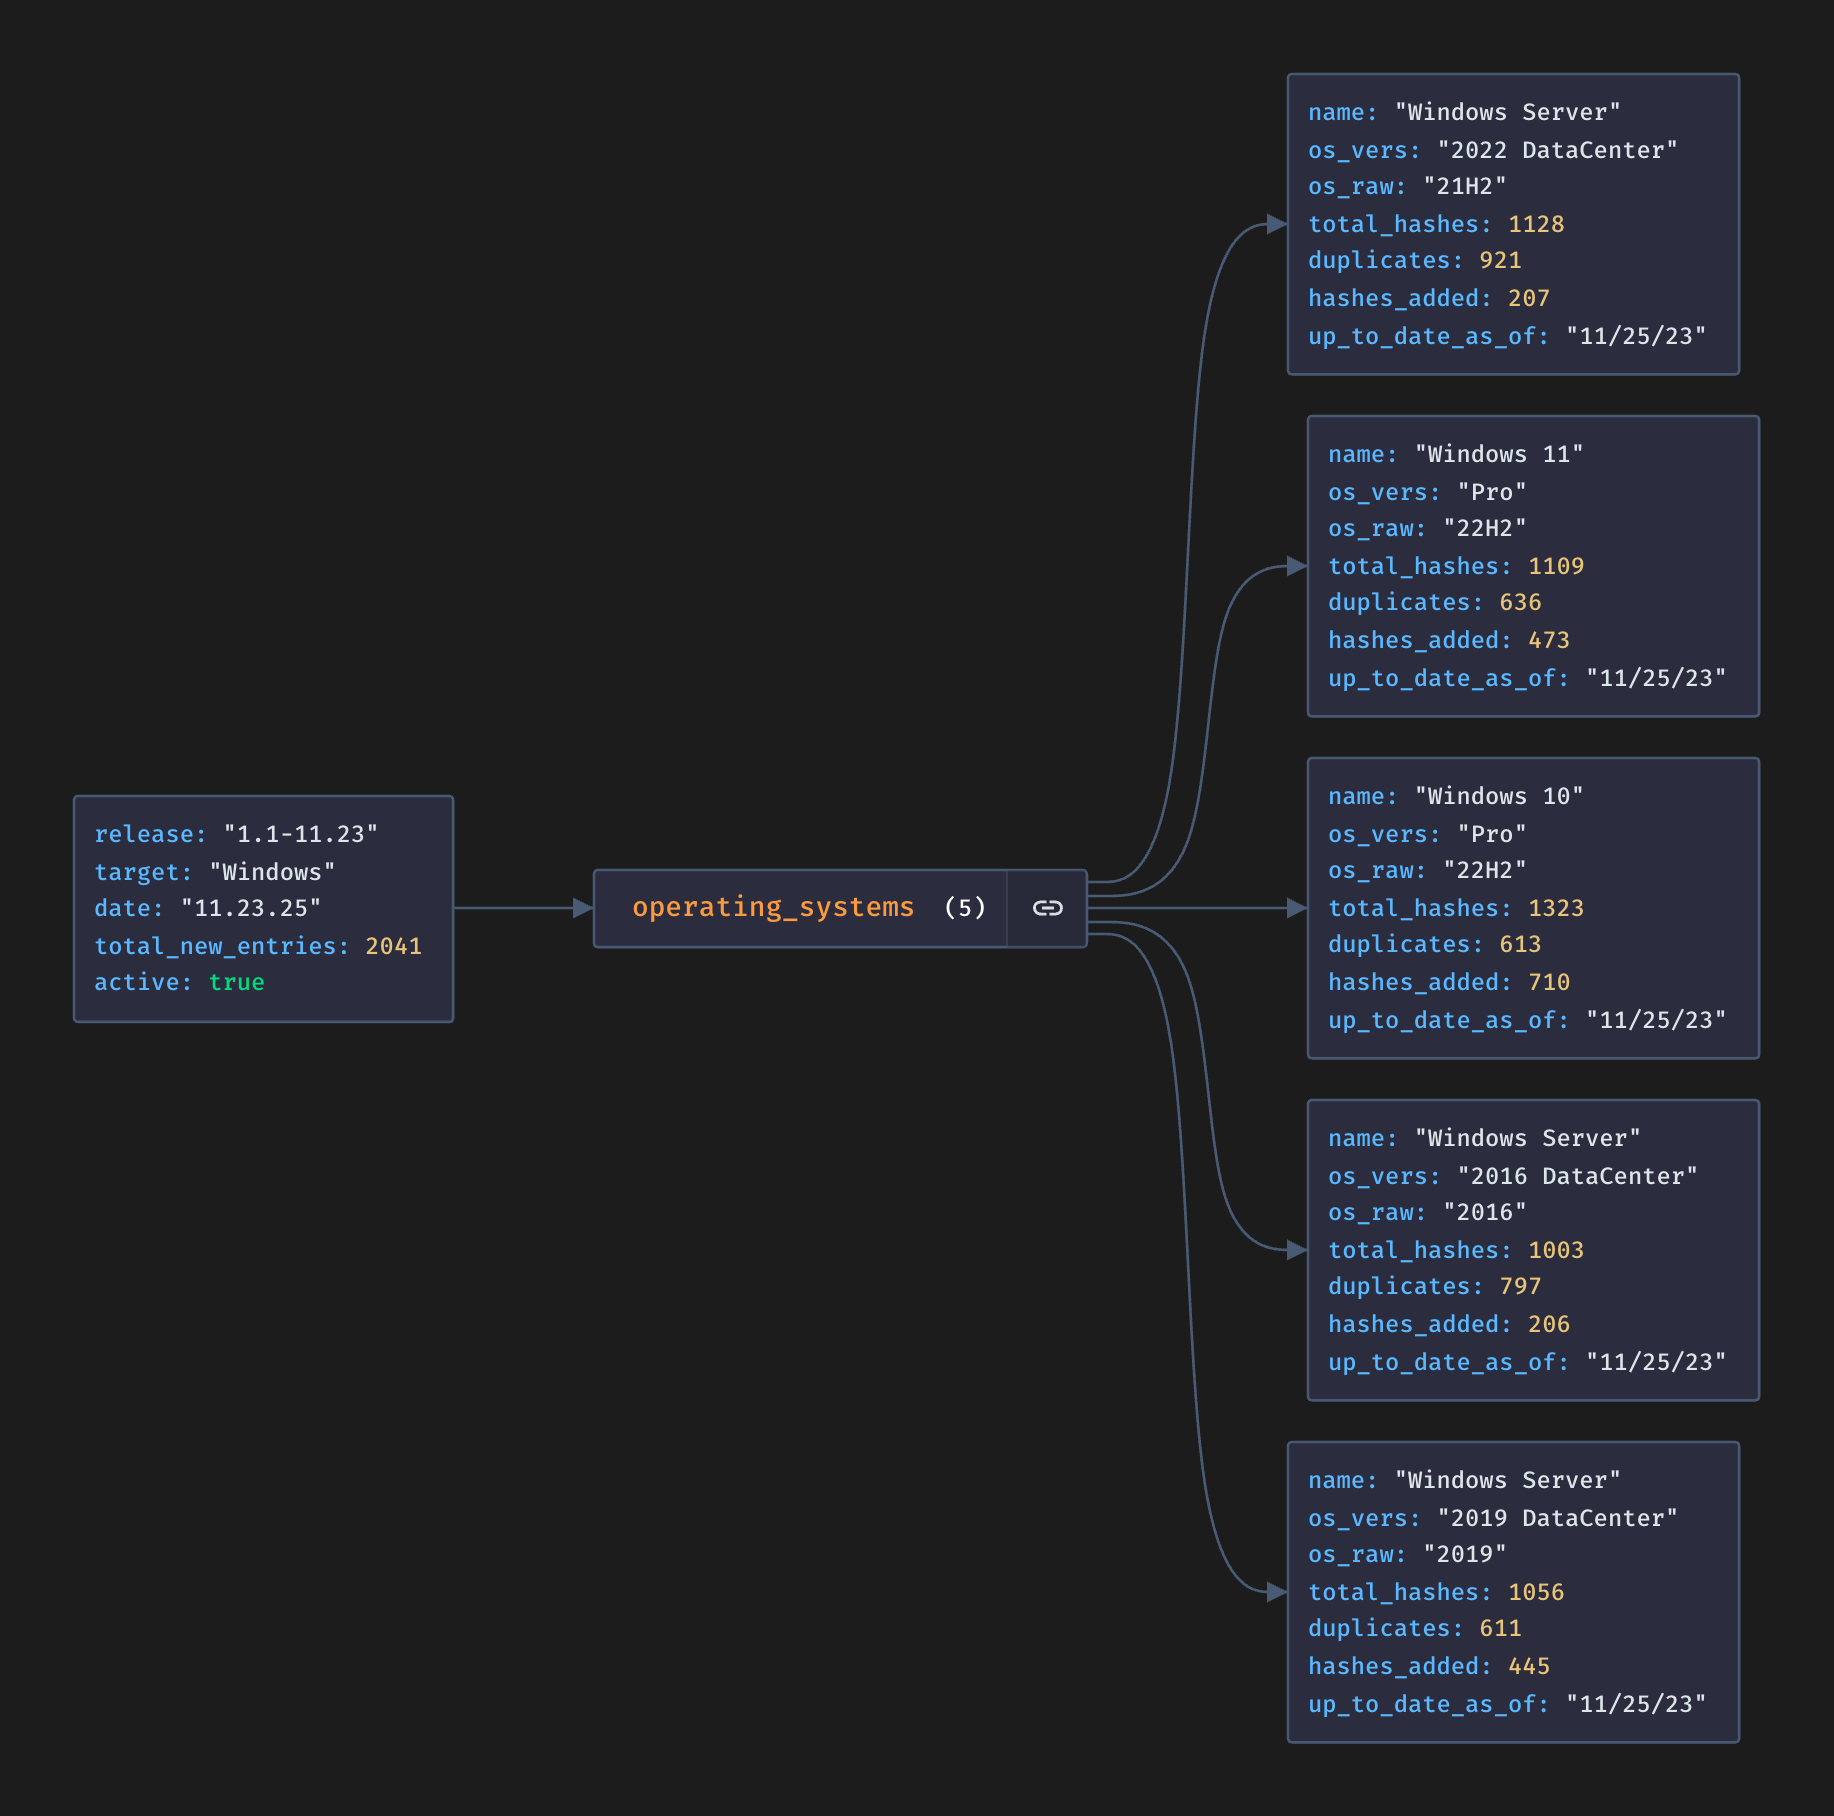 release: "1.1-11.23"
target: "Windows"
date: "11.23.25"
total_new_entries: 2041
active: true
operating_systems (5)
name: "Windows Server"
os_vers: "2022 DataCenter"
os_raw: "21H2"
total_hashes: 1128
duplicates: 921
hashes_added: 207
up_to_date_as_of: "11/25/23"
name: "Windows 11"
os_vers: "Pro"
os_raw: "22H2"
total_hashes: 1109
duplicates: 636
hashes_added: 473
up_to_date_as_of: "11/25/23"
name: "Windows 10"
os_vers: "Pro"
os_raw: "22H2"
total_hashes: 1323
duplicates: 613
hashes_added: 710
up_to_date_as_of: "11/25/23"
name: "Windows Server"
os_vers: "2016 DataCenter"
os_raw: "2016"
total_hashes: 1003
duplicates: 797
hashes_added: 206
up_to_date_as_of: "11/25/23"
name: "Windows Server"
os_vers: "2019 DataCenter"
os_raw: "2019"
total_hashes: 1056
duplicates: 611
hashes_added: 445
up_to_date_as_of: "11/25/23"